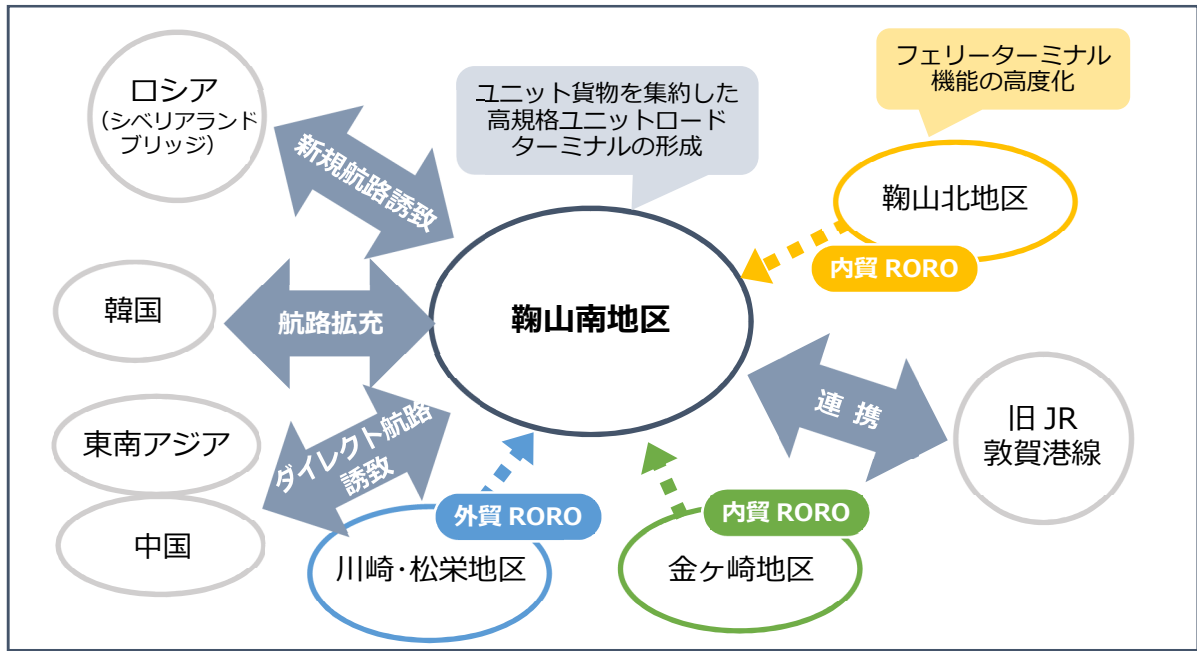 ロシア
（シベリアランド
ブリッジ）
新規航路誘致
ユニット貨物を集約した
高規格ユニットロード
ターミナルの形成
フェリーターミナル
機能の高度化
鞠山北地区
内貿 RORO
韓国
航路拡充
鞠山南地区
連 携
旧 JR
敦賀港線
東南アジア
中国
ダイレクト航路
誘致
外貿 RORO
川崎･松栄地区
内貿 RORO
金ヶ崎地区